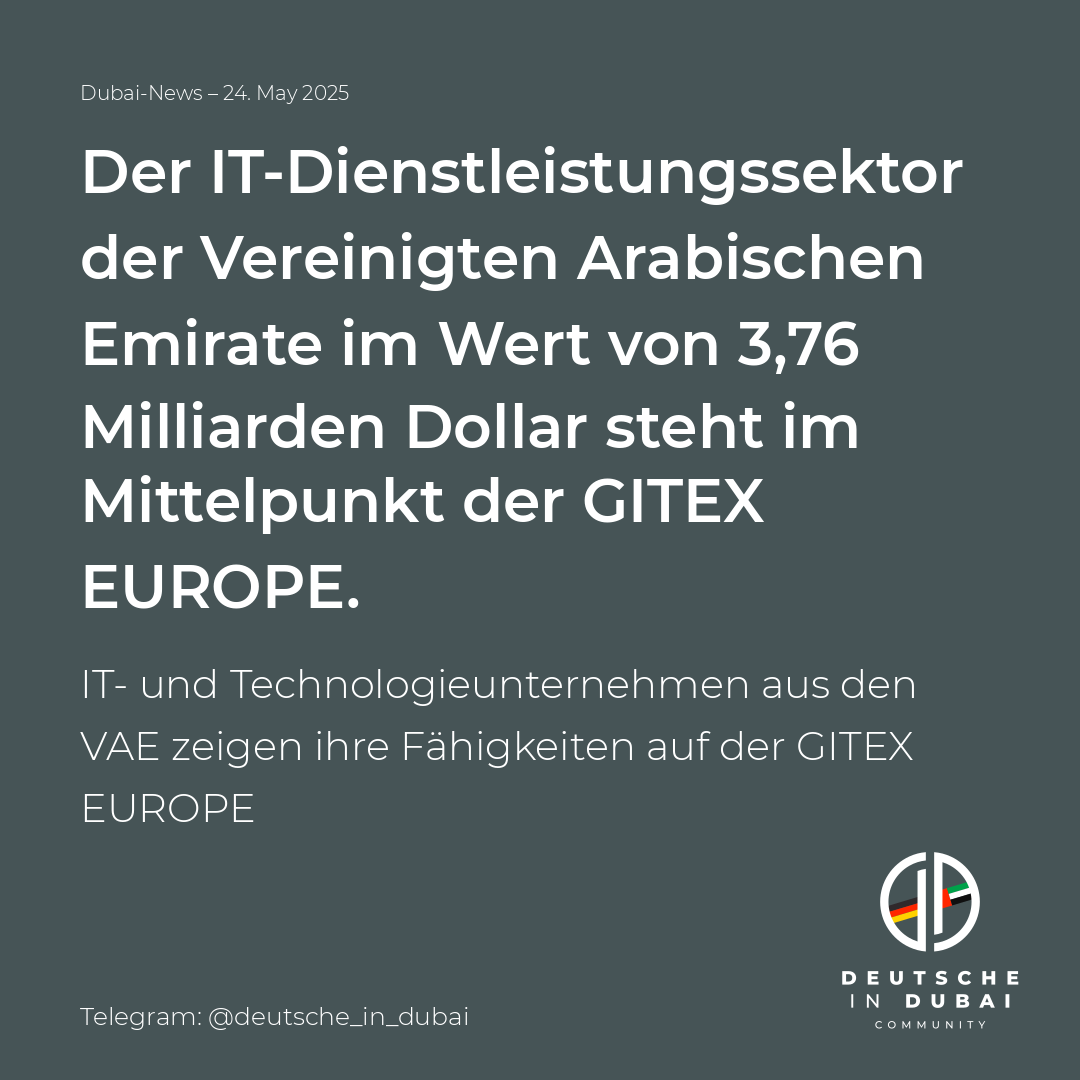 Dubai-News – 24. May 2025
Der IT-Dienstleistungssektor
der Vereinigten Arabischen
Emirate im Wert von 3,76
Milliarden Dollar steht im
Mittelpunkt der GITEX
EUROPE.
IT- und Technologieunternehmen aus den
VAE zeigen ihre Fähigkeiten auf der GITEX
EUROPE
DEUTSCHE
IN DUBAI
COMMUNITY
Telegram: @deutsche_in_dubai